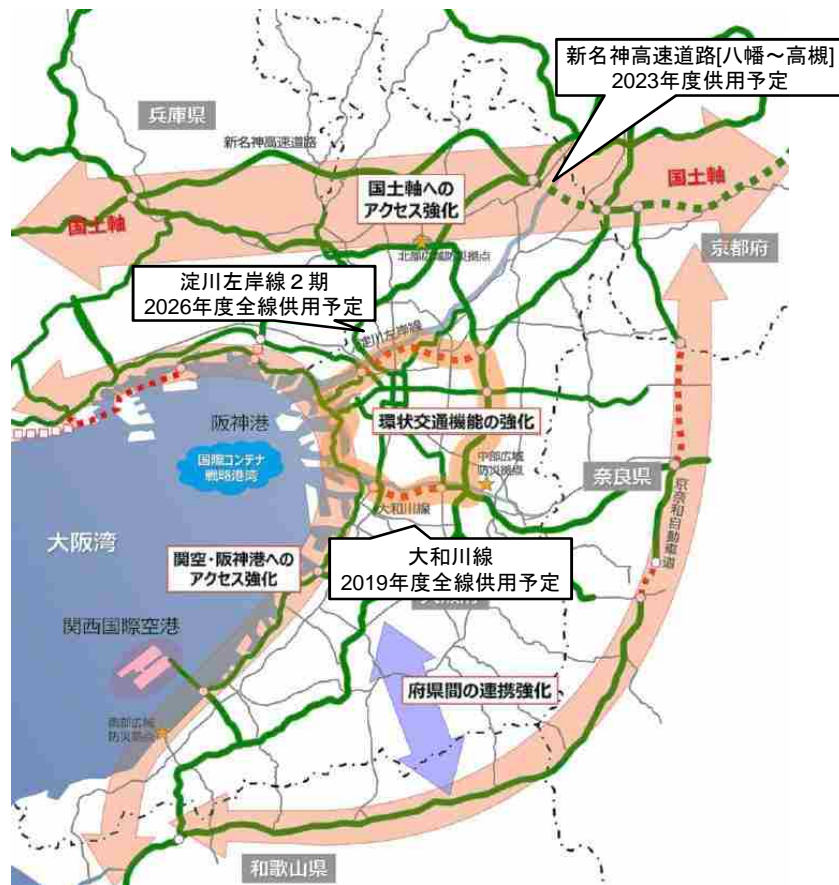 新名神高速道路[八幡～高槻]
2023年度供用予定
兵庫県
新名神高速道路
国土軸への
アクセス強化
国土軸
国土軸
北部広域防災拠点
京都府
淀川左岸線２期
2026年度全線供用予定
淀川左岸線
阪神港
環状交通機能の強化
国際コンテナ
戦略港湾
中部広域
防災拠点
奈良県
大和川線
京奈和自動車道
大阪湾
関空・阪神港への
アクセス強化
大和川線
2019年度全線供用予定
関西国際空港
府県間の連携強化
南部広域
防災拠点
和歌山県